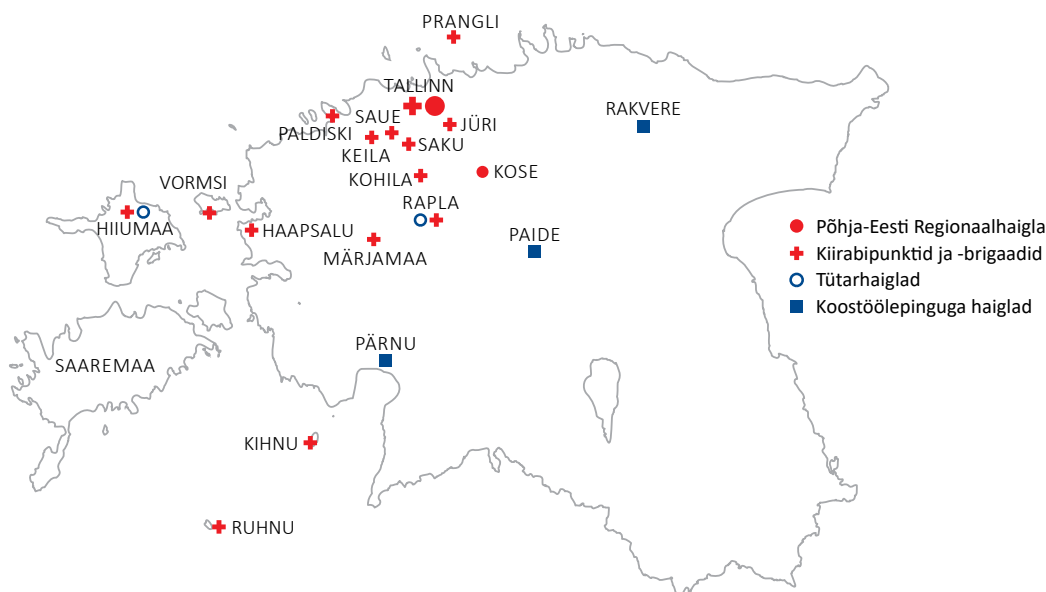 PRANGLI
TALLINN
RAKVERE
SAUE
JÜRI
PALDISKI
SAKU
KEILA
KOHILA
KOSE
VORMSI
RAPLA
HIIUMAA
HAAPSALU
PAIDE
MÄRJAMAA
Põhja-Eesti Regionaalhaigla
Kiirabipunktid ja -brigaadid
Tütarhaiglad
Koostöölepinguga haiglad
PÄRNU
SAAREMAA
KIHNU
RUHNU